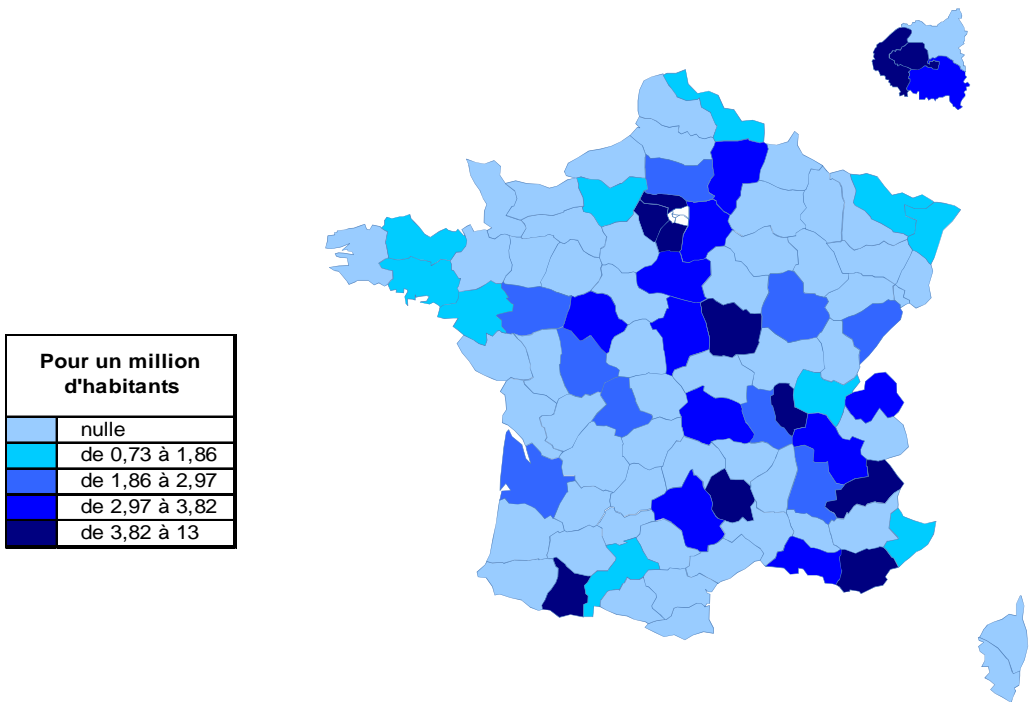 Pour un million
d'habitants
nulle
de 0,73 à 1,86
de 1,86 à 2,97
de 2,97 à 3,82
de 3,82 à 13